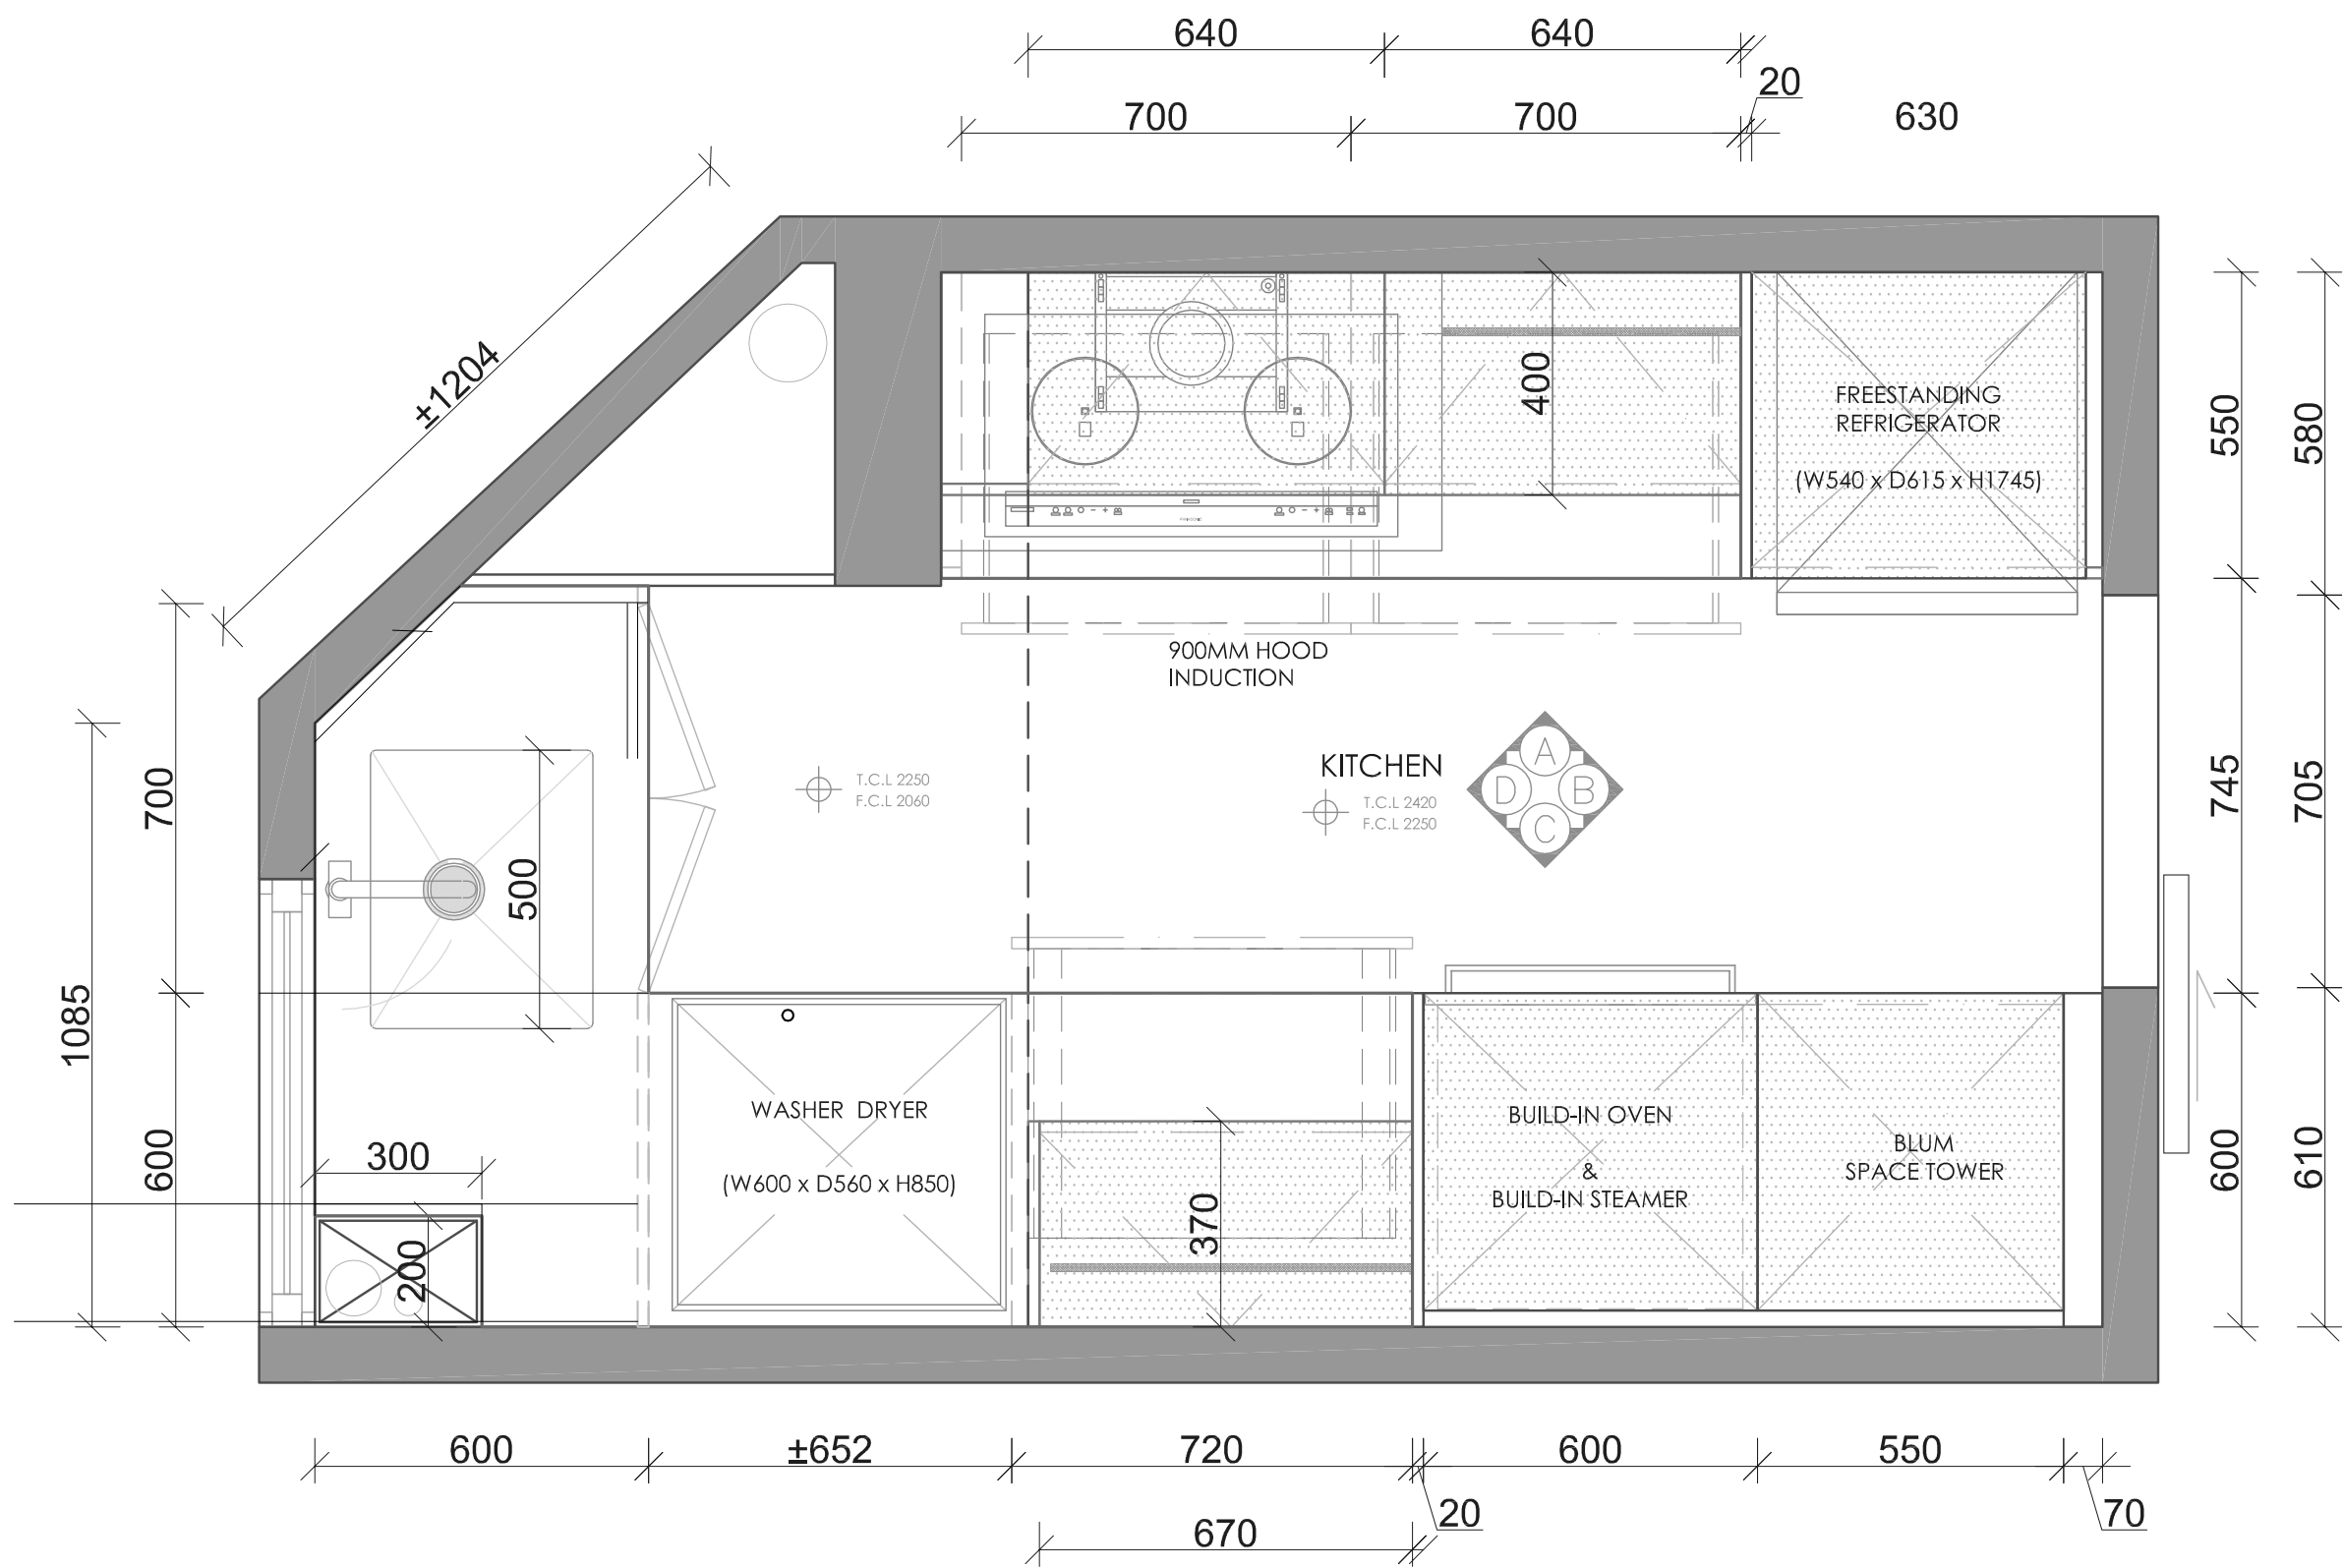 640 640
20
700 700 630
±1204
400
FREESTANDING
REFRIGERATOR
(W540 x D615 x H1745)
550
580
900MM HOOD
INDUCTION
KITCHEN
T.C.L 2250
F.C.L 2060
T.C.L 2420
F.C.L 2250
A
D B
C
700
745
705
500
1085
600
300
200
WASHER DRYER
(W600 x D560 x H850)
370
BUILD-IN OVEN
&
BUILD-IN STEAMER
BLUM
SPACE TOWER
600
610
600 ±652 720 600 550
20 70
670